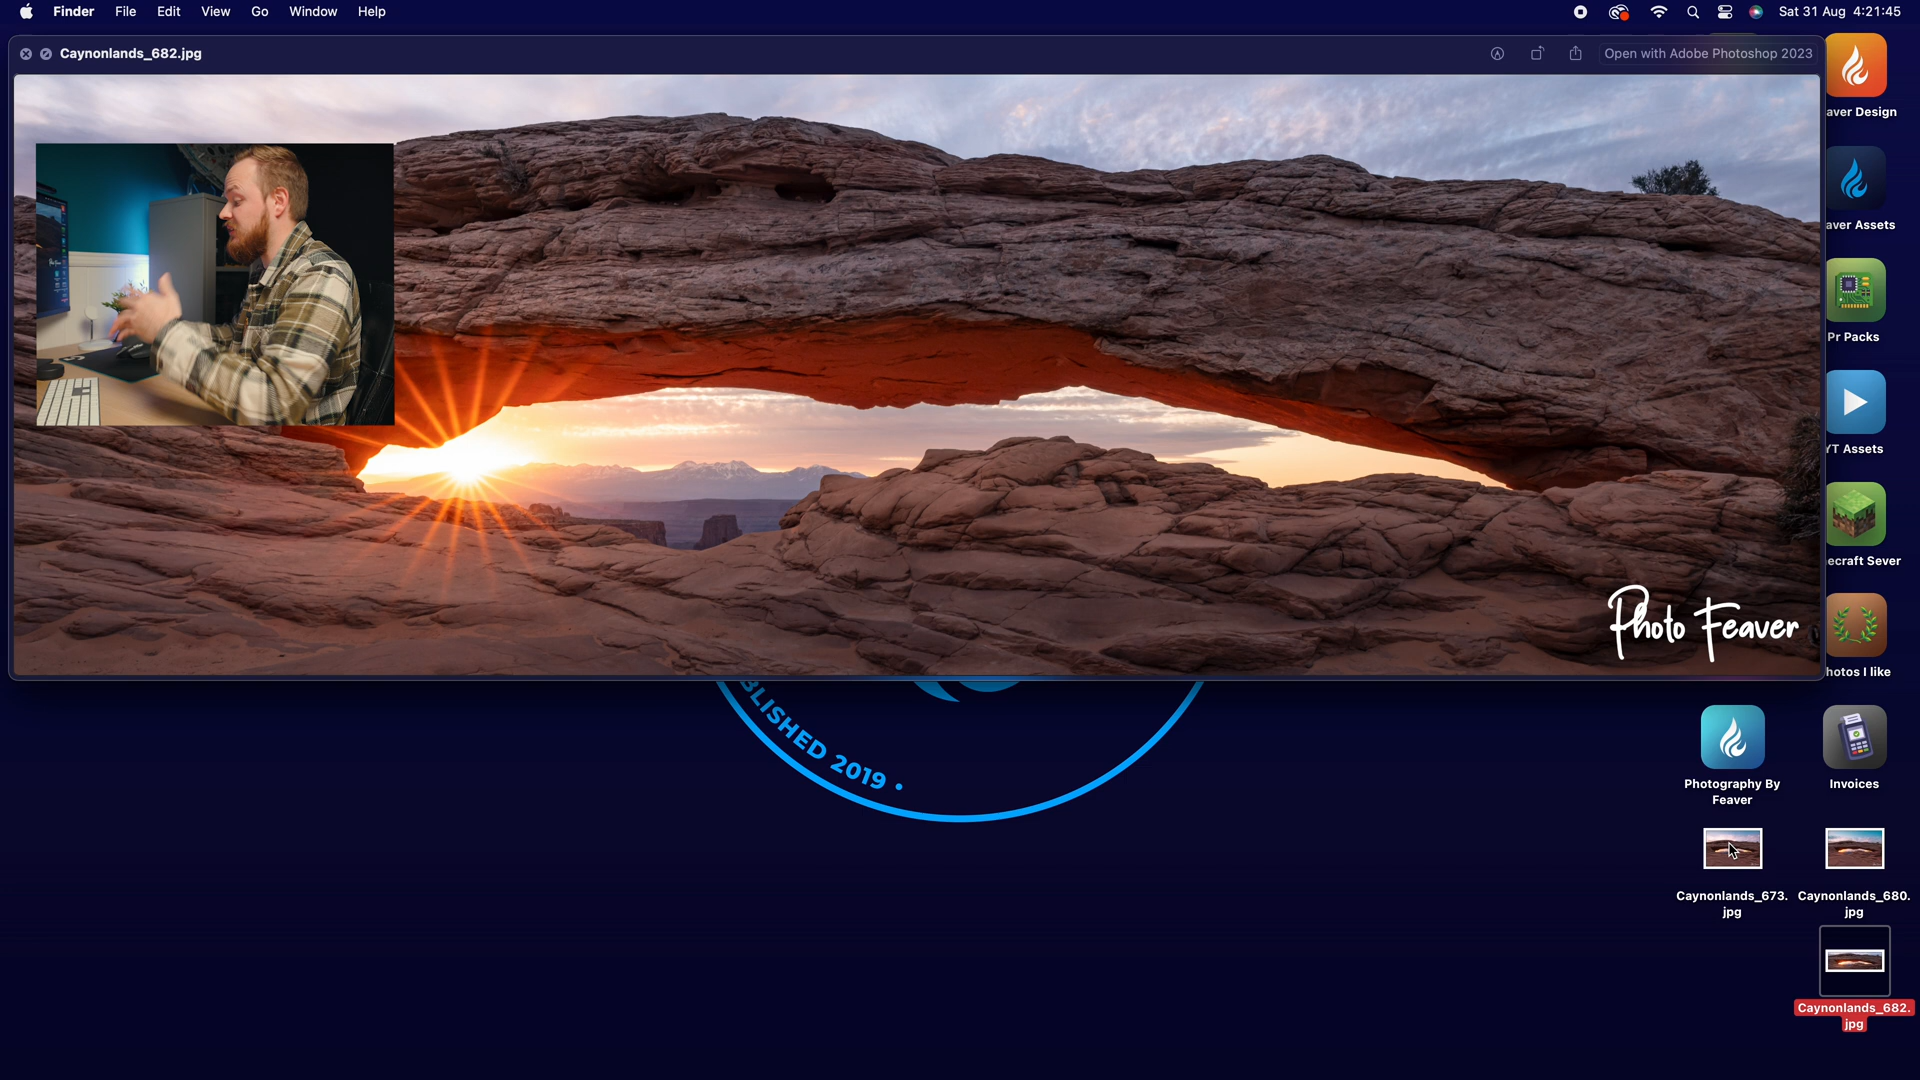 Finder File Edit View Go Window Help
Sat 31 Aug 4:21:45
Caynonlands_682.jpg
Open with Adobe Photoshop 2023
aver Design
aver Assets
Pr Packs
YT Assets
ecraft Sever
hotos I like
Photo Feaver
BLISHED 2019 •
Photography By
Feaver
Invoices
Caynonlands_673.
jpg
Caynonlands_680.
jpg
Caynonlands_682.
jpg